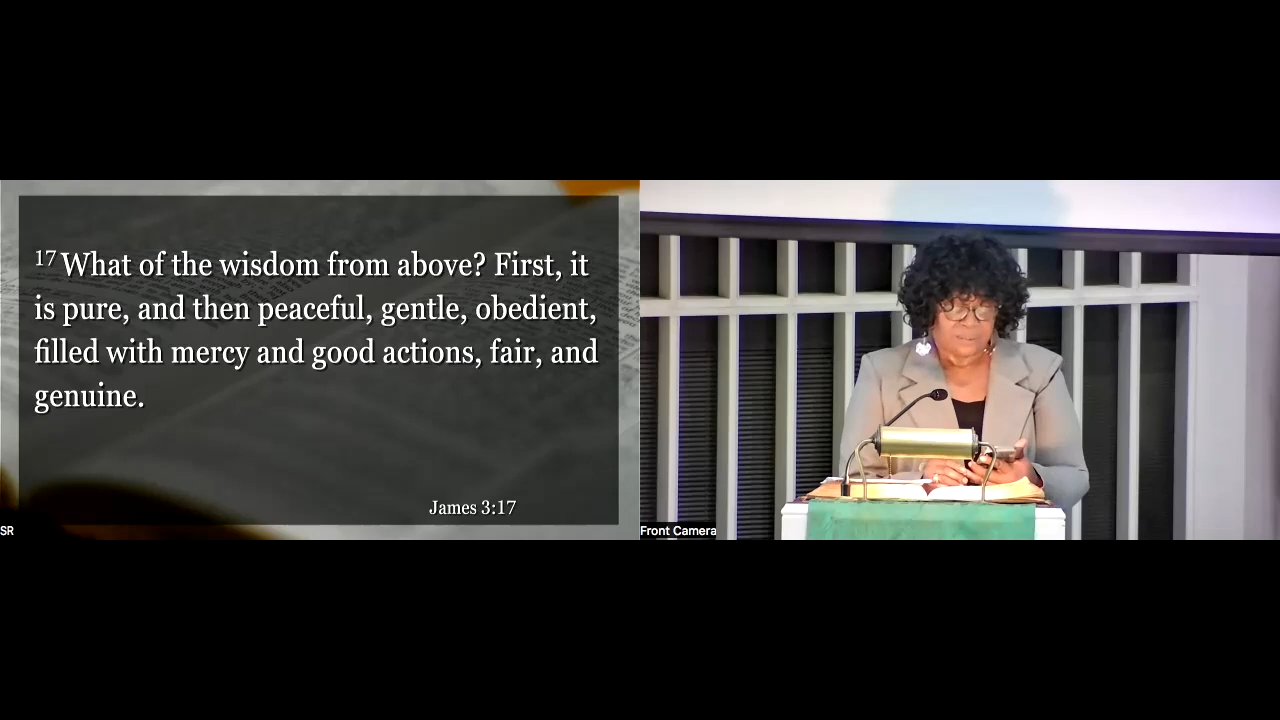 17 What of the wisdom from above? First, it
is pure, and then peaceful, gentle, obedient,
filled with mercy and good actions, fair, and
genuine.
James 3:17
SR
Front Camera